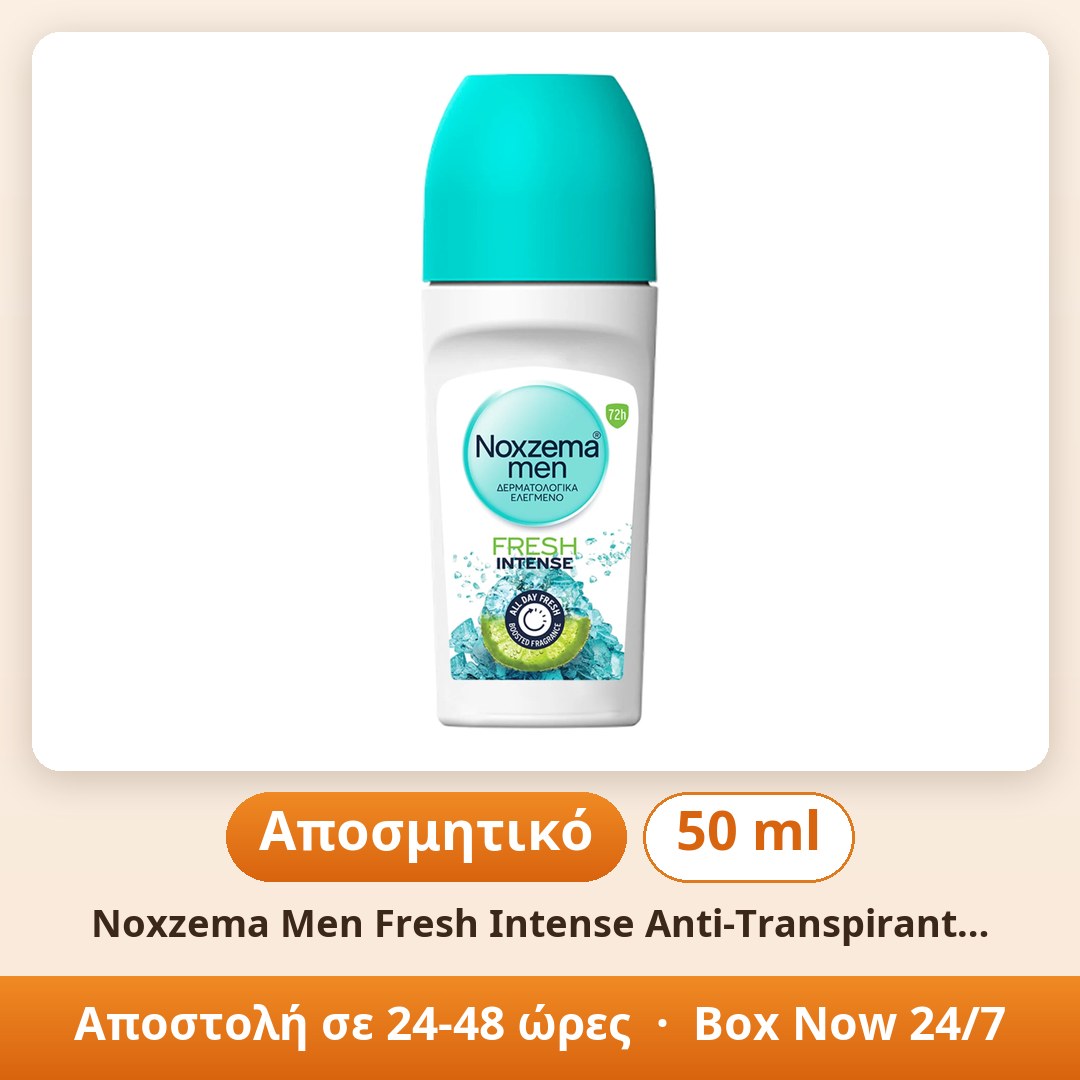 72h
Noxzema®
men
ΔΕΡΜΑΤΟΛΟΓΙΚΑ
ΕΛΕΓΜΕΝΟ
FRESH
INTENSE
ALL DAY FRESH
BOOSTED FRAGRANCE
Αποσμητικό
50 ml
Noxzema Men Fresh Intense Anti-Transpirant...
Αποστολή σε 24-48 ώρες · Box Now 24/7